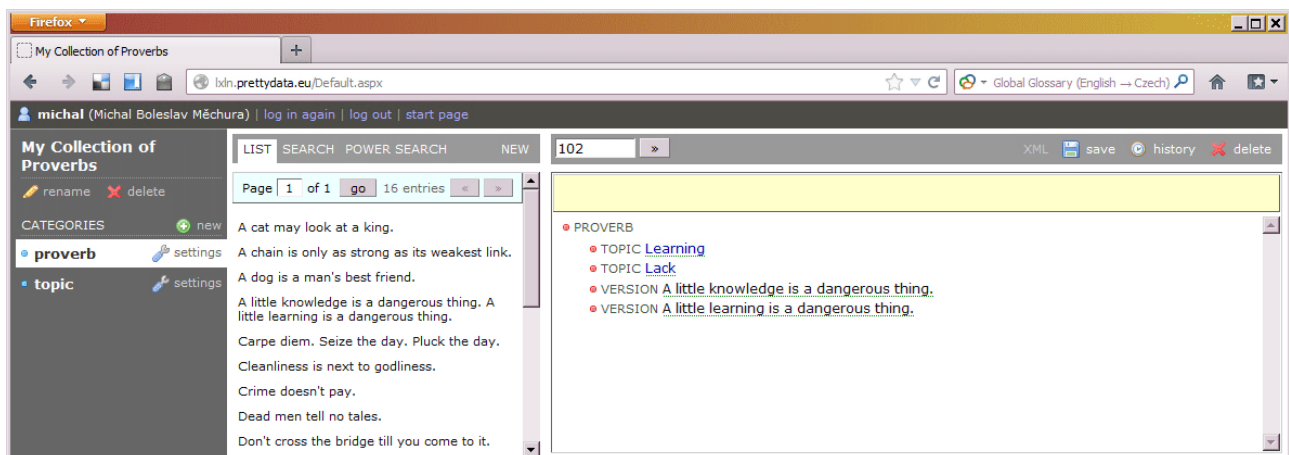 Firefox
My Collection of Proverbs
+
lxln.prettydata.eu/Default.aspx
Global Glossary (English → Czech)
michal (Michal Boleslav Měchura) | log in again | log out | start page
My Collection of
Proverbs
rename delete
CATEGORIES new
proverb settings
topic settings
LIST SEARCH POWER SEARCH NEW
Page 1 of 1 go 16 entries « »
A cat may look at a king.
A chain is only as strong as its weakest link.
A dog is a man's best friend.
A little knowledge is a dangerous thing. A
little learning is a dangerous thing.
Carpe diem. Seize the day. Pluck the day.
Cleanliness is next to godliness.
Crime doesn't pay.
Dead men tell no tales.
Don't cross the bridge till you come to it.
102 » XML save history delete
PROVERB
TOPIC Learning
TOPIC Lack
VERSION A little knowledge is a dangerous thing.
VERSION A little learning is a dangerous thing.